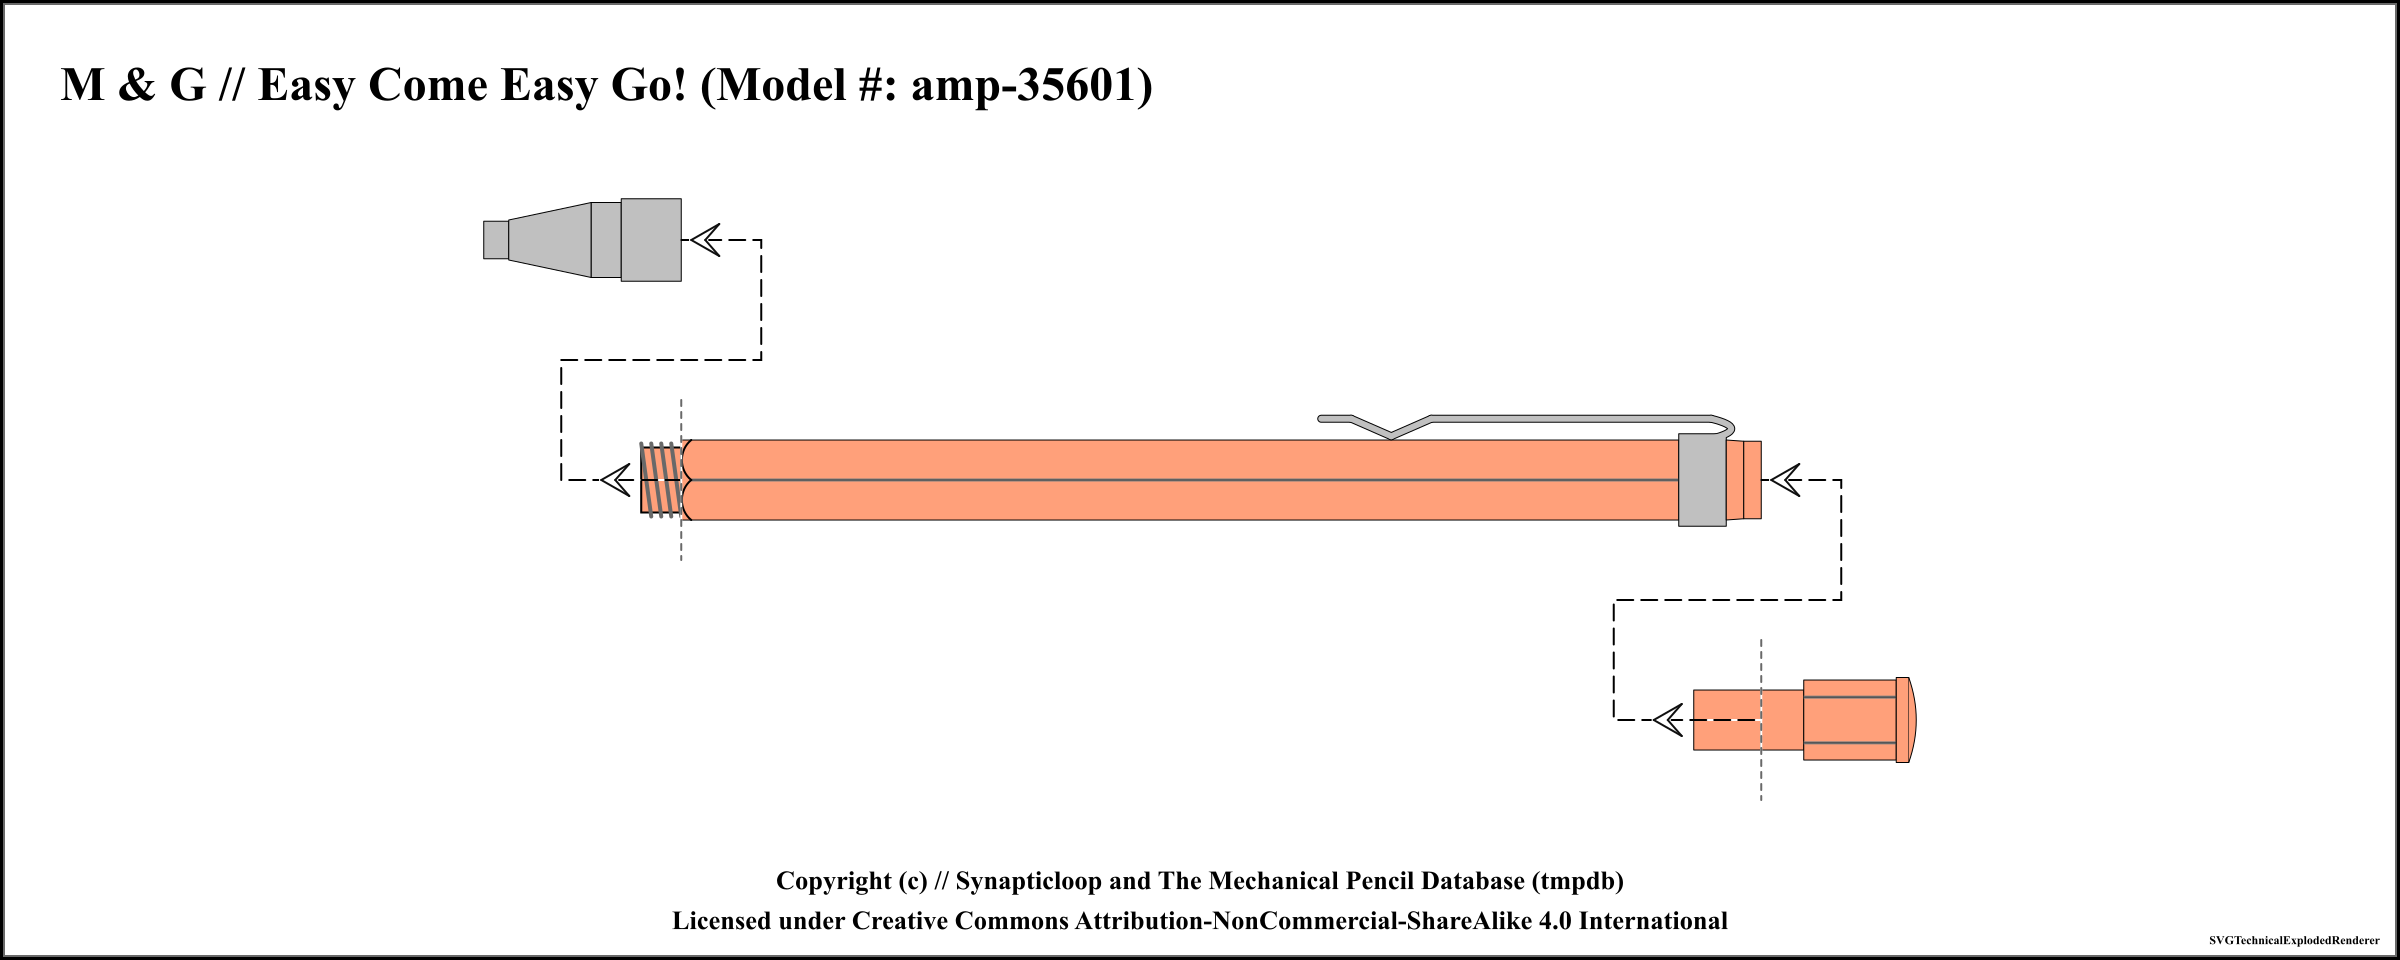 M & G // Easy Come Easy Go! (Model #: amp-35601)
Copyright (c) // Synapticloop and The Mechanical Pencil Database (tmpdb)
Licensed under Creative Commons Attribution-NonCommercial-ShareAlike 4.0 International
SVGTechnicalExplodedRenderer